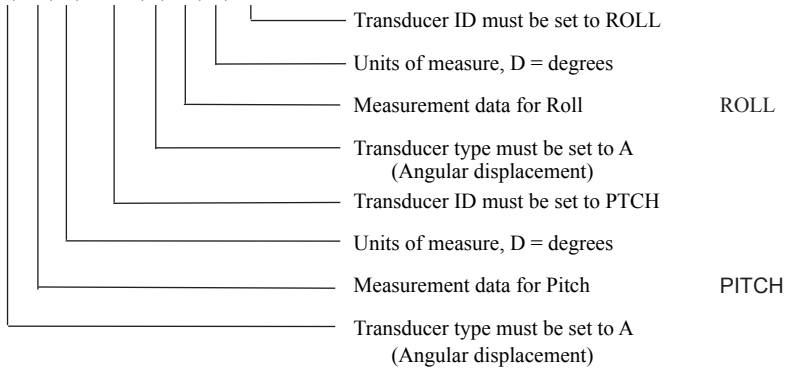 Transducer ID must be set to ROLL
Units of measure, D = degrees
Measurement data for Roll ROLL
Transducer type must be set to A
(Angular displacement)
Transducer ID must be set to PTCH
Units of measure, D = degrees
Measurement data for Pitch PITCH
Transducer type must be set to A
(Angular displacement)